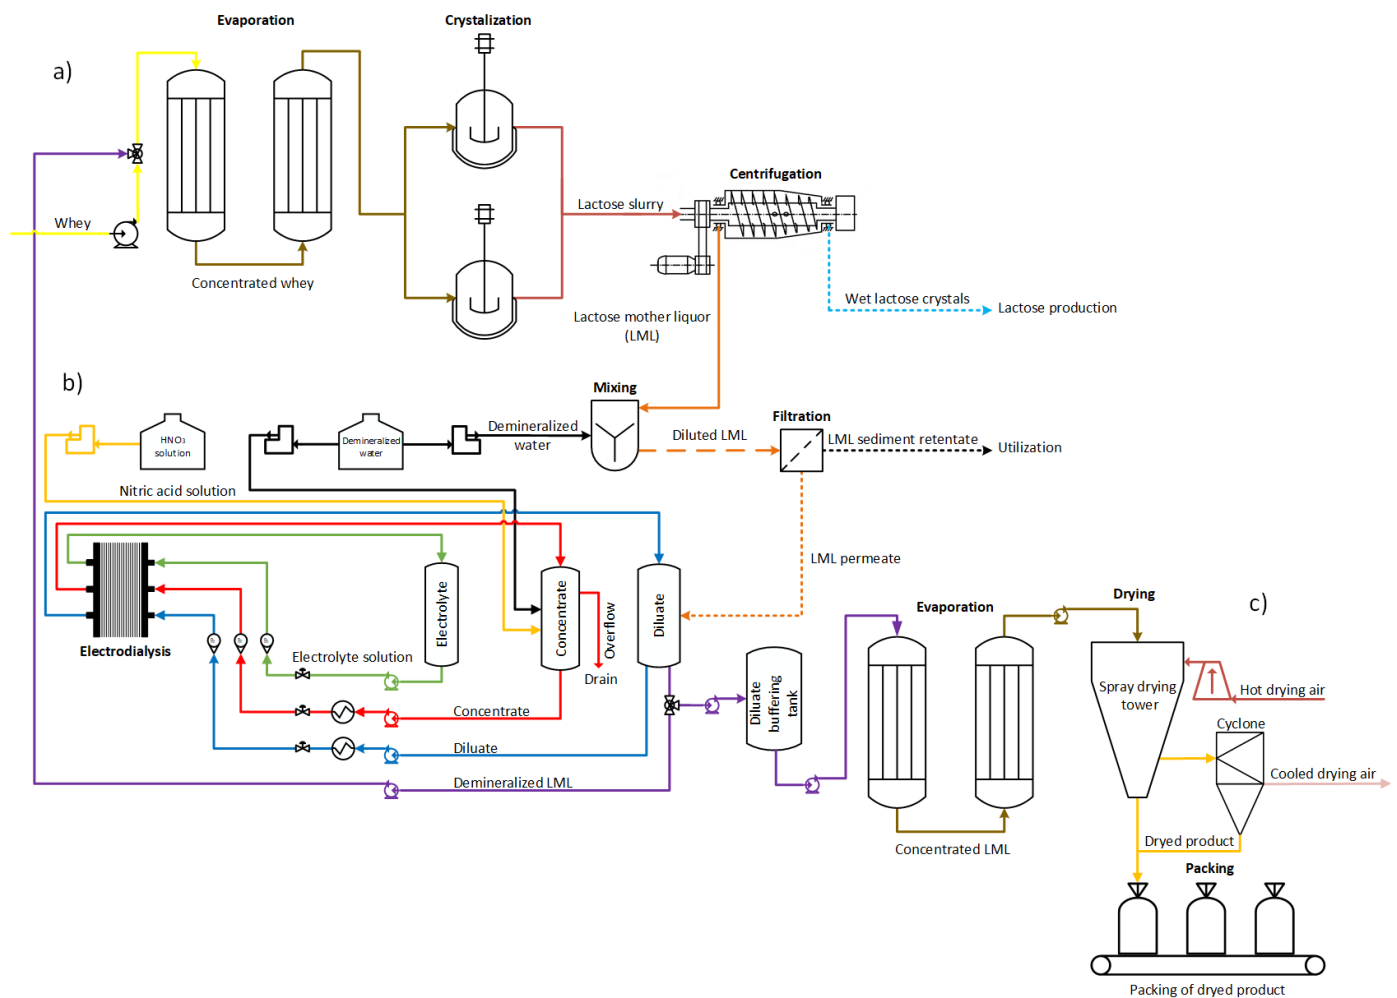 Evaporation
Crystalization
a)
Centrifugation
Whey
Lactose slurry
Concentrated whey
Wet lactose crystals
Lactose production
Lactose mother liquor
(LML)
b)
Mixing
Filtration
HNO₃
solution
Demineralized
water
Demineralized
water
Diluted LML
LML sediment retentate
Utilization
Nitric acid solution
LML permeate
Electrolyte
Concentrate
Overflow
Diluate
Evaporation
Drying
c)
Electrodialysis
Electrolyte solution
Drain
Spray drying
tower
Hot drying air
Concentrate
Diluate
buffering
tank
Cyclone
Diluate
Cooled drying air
Demineralized LML
Concentrated LML
Dryed product
Packing
Packing of dryed product